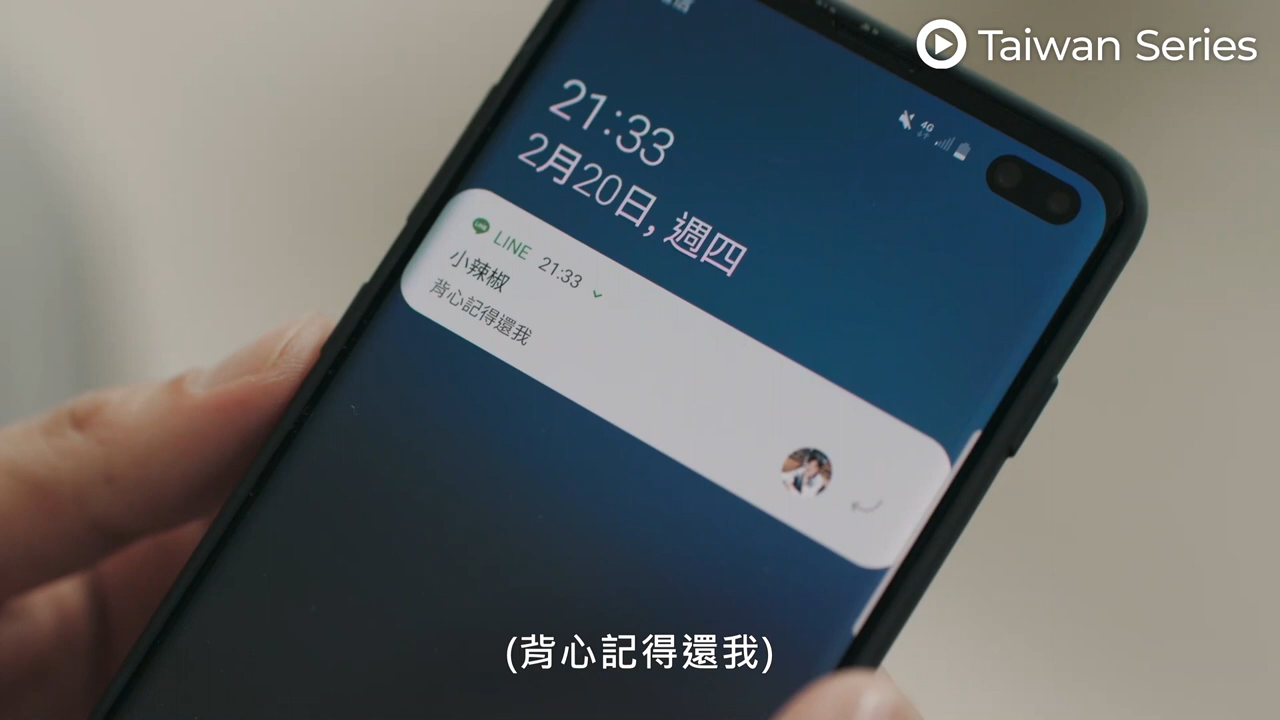 Taiwan Series
4G
21:33
2月20日, 週四
LINE 21:33
小辣椒
背心記得還我
(背心記得還我)